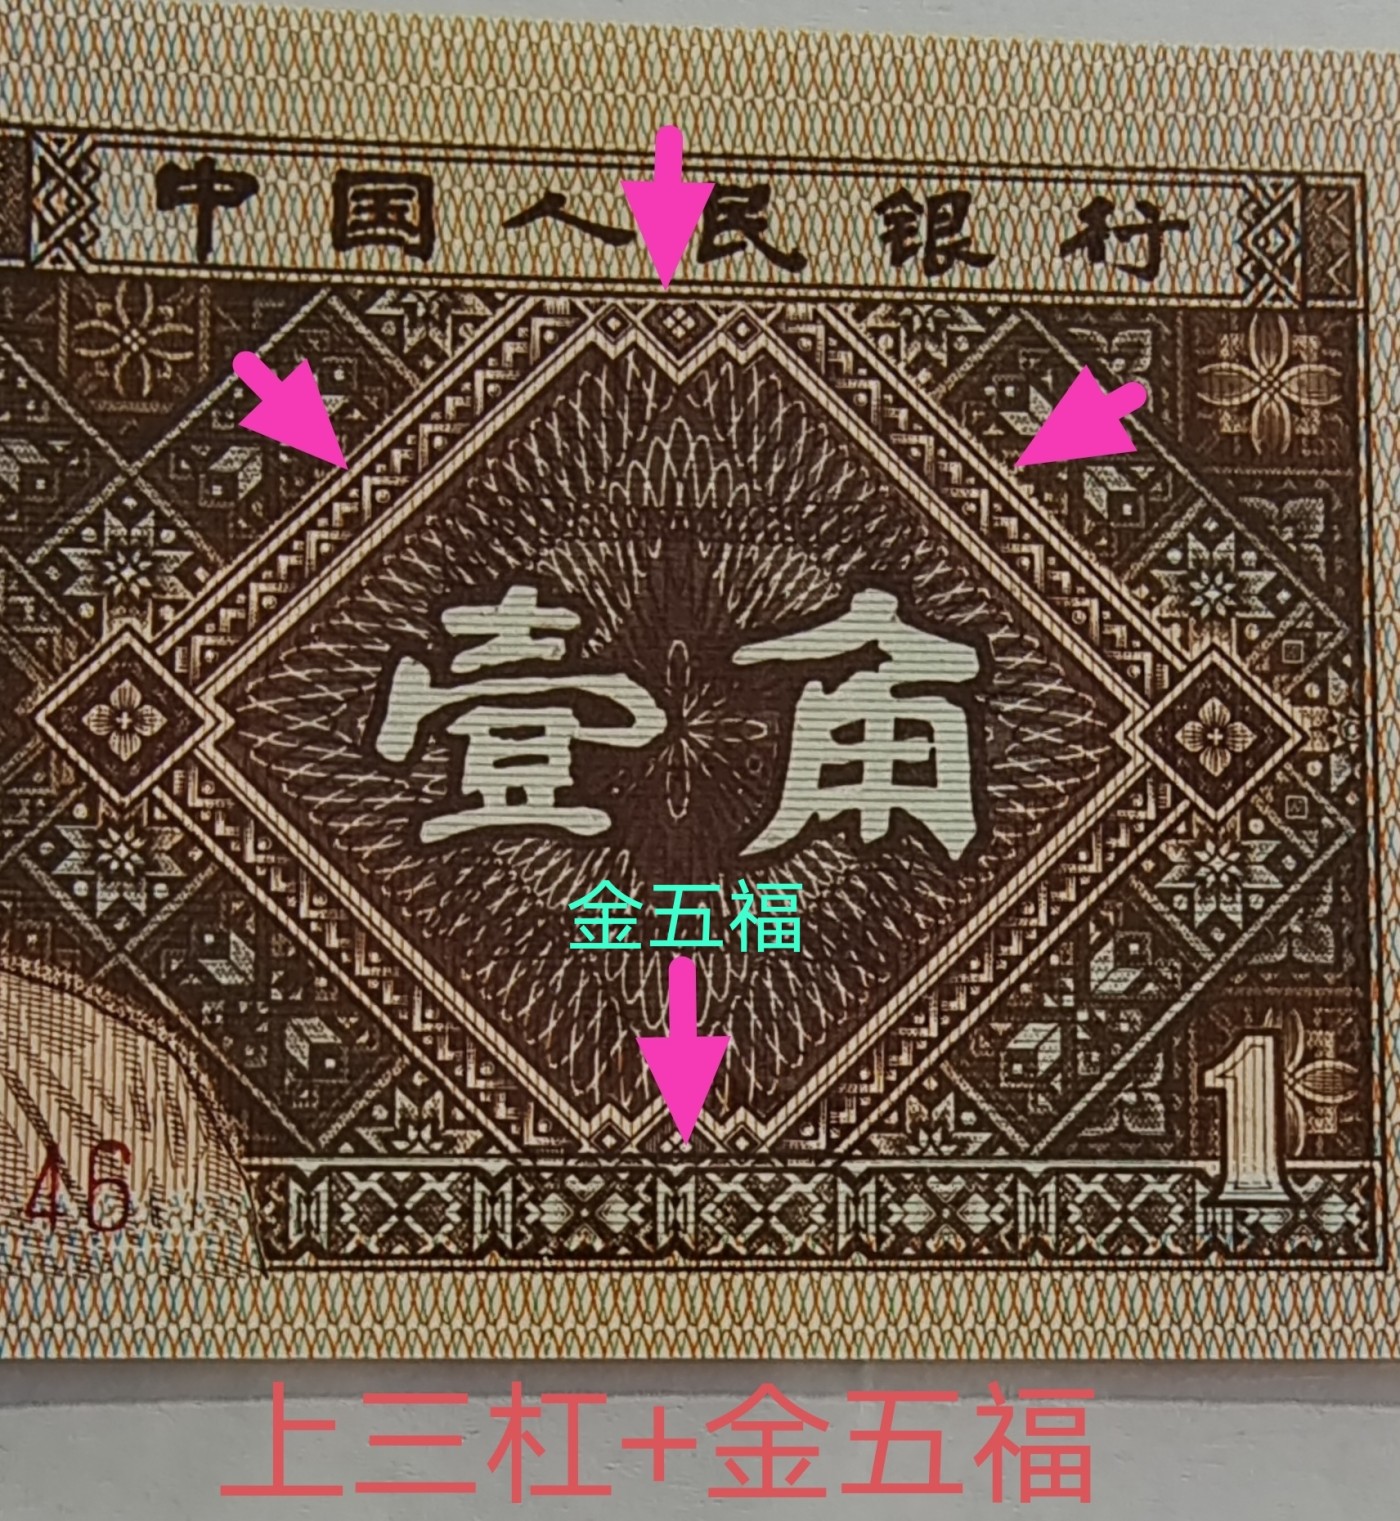 中国人民银行
壹角
金五福
1
46
上三杠+金五福